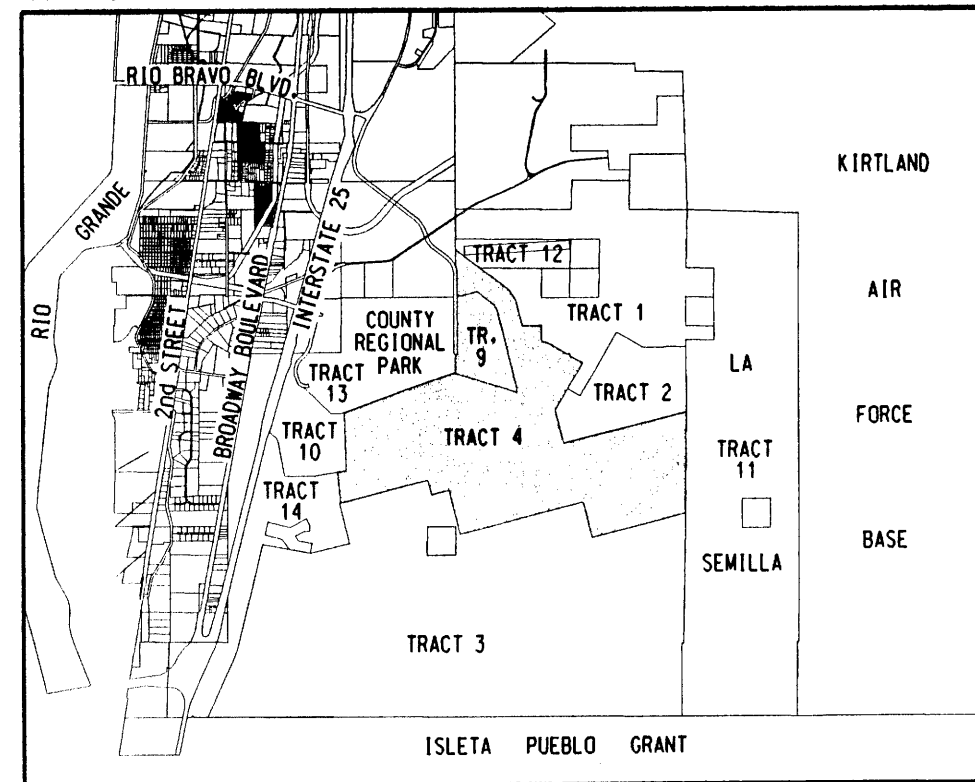 RIO BRAVO BLVD.
KIRTLAND
GRANDE
INTERSTATE 25
TRACT 12
AIR
RIO
2nd STREET
BROADWAY BOULEVARD
COUNTY
REGIONAL
PARK
TRACT 1
TR.
9
TRACT
13
TRACT 2
LA
FORCE
TRACT
10
TRACT 4
TRACT
11
TRACT
14
BASE
SEMILLA
TRACT 3
ISLETA PUEBLO GRANT